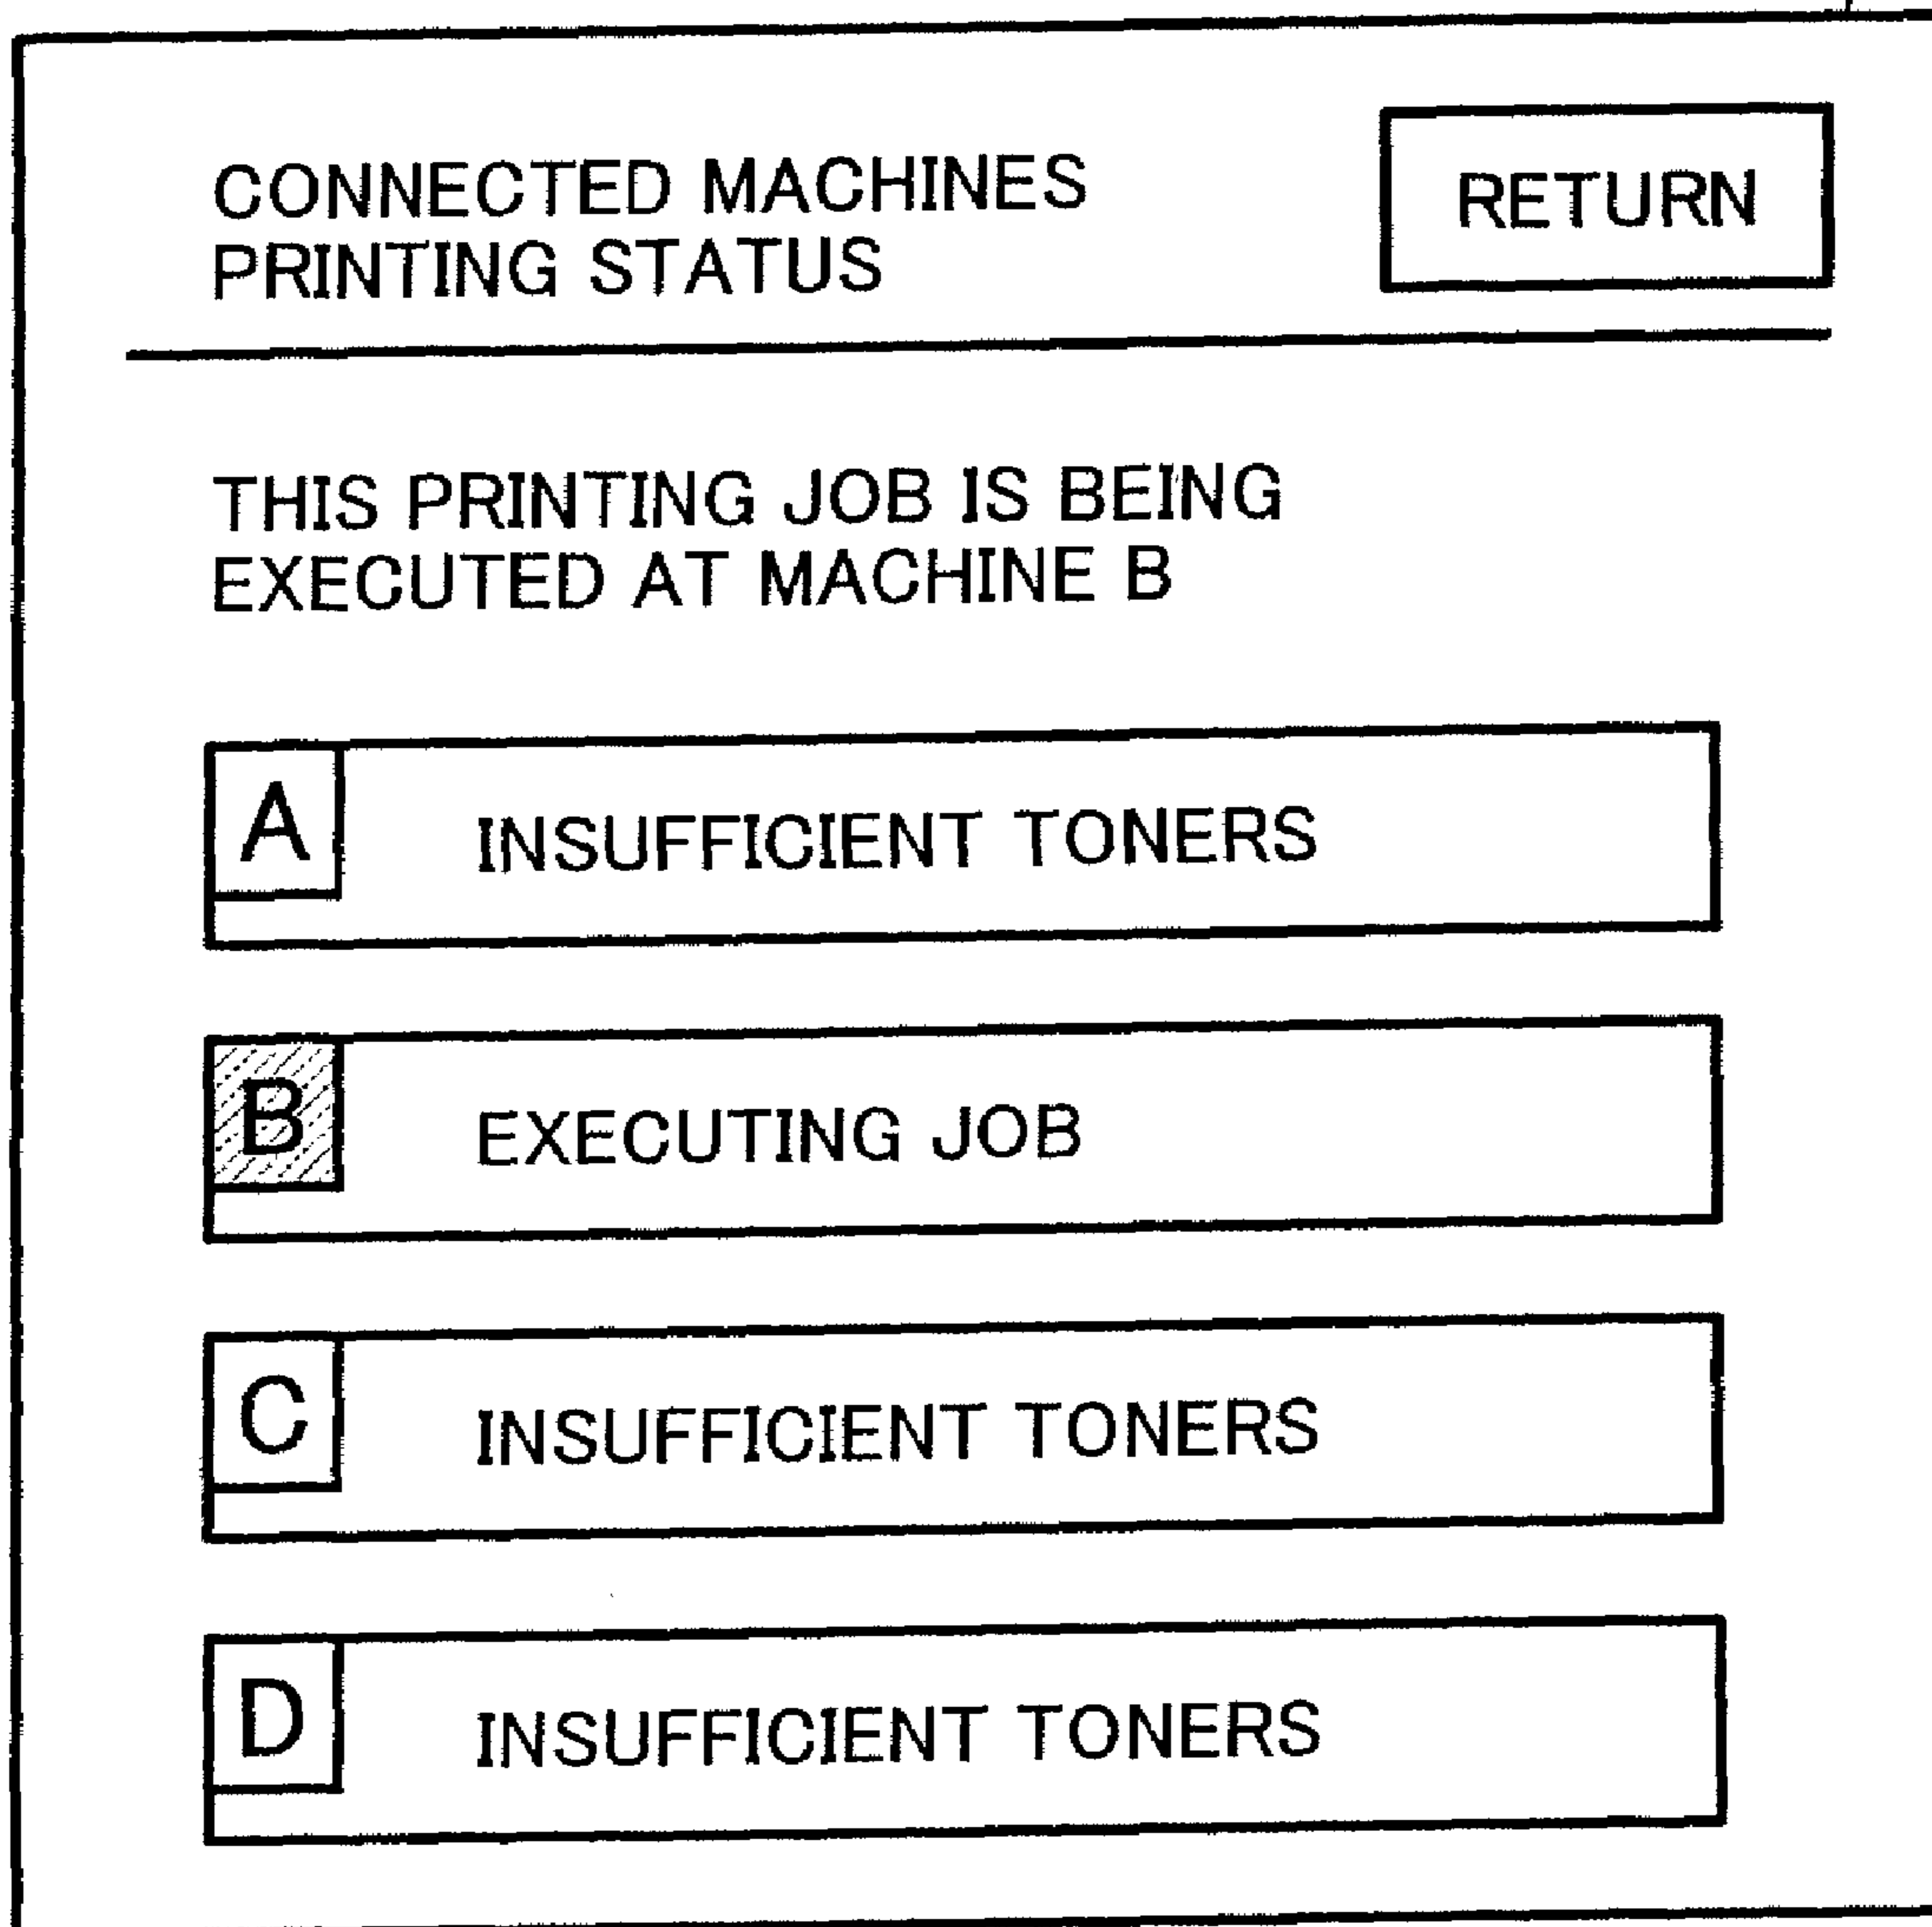 CONNECTED MACHINES
PRINTING STATUS
RETURN
THIS PRINTING JOB IS BEING
EXECUTED AT MACHINE B
A INSUFFICIENT TONERS
B EXECUTING JOB
C INSUFFICIENT TONERS
D INSUFFICIENT TONERS